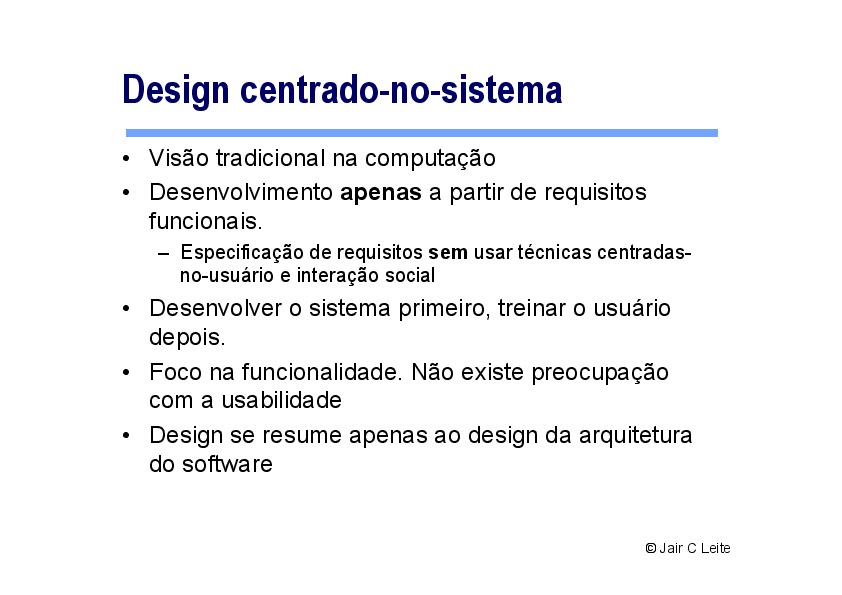 Design centrado-no-sistema
• Visão tradicional na computação
• Desenvolvimento apenas a partir de requisitos
funcionais.
– Especificação de requisitos sem usar técnicas centradas-
no-usuário e interação social
• Desenvolver o sistema primeiro, treinar o usuário
depois.
• Foco na funcionalidade. Não existe preocupação
com a usabilidade
• Design se resume apenas ao design da arquitetura
do software
© Jair C Leite